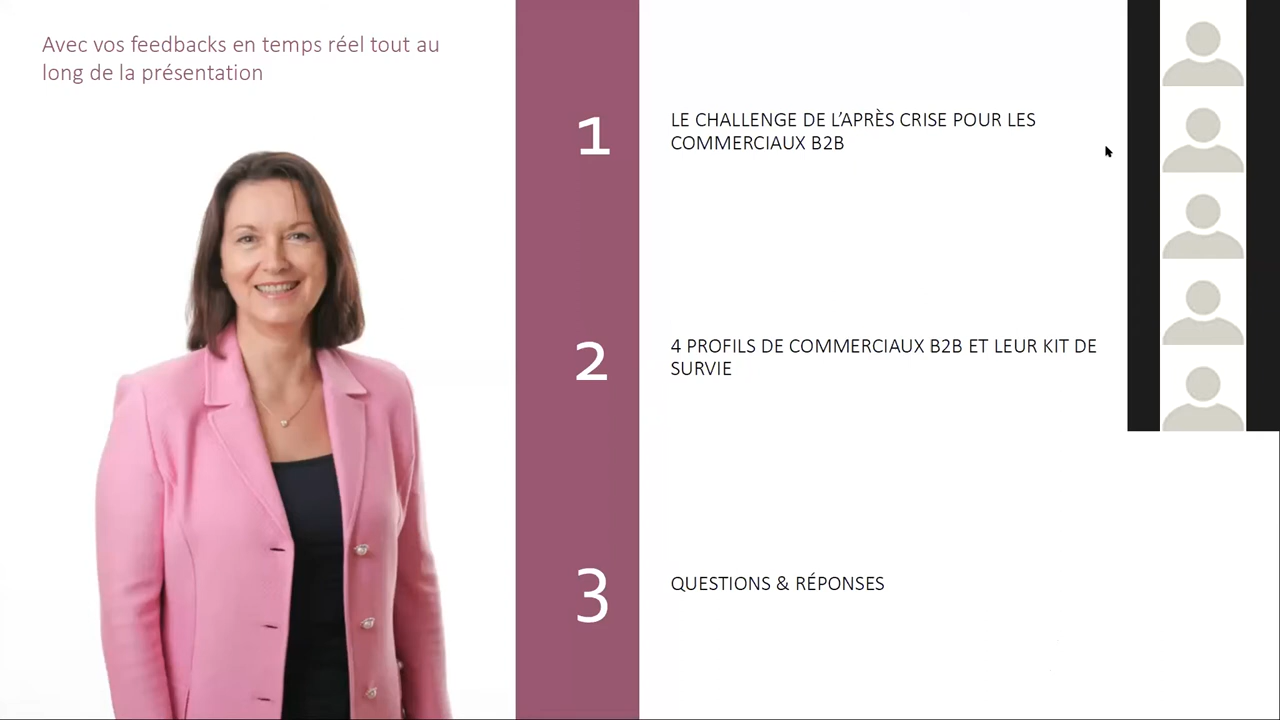 Avec vos feedbacks en temps réel tout au
long de la présentation
1
LE CHALLENGE DE L’APRÈS CRISE POUR LES
COMMERCIAUX B2B
2
4 PROFILS DE COMMERCIAUX B2B ET LEUR KIT DE
SURVIE
3
QUESTIONS & RÉPONSES